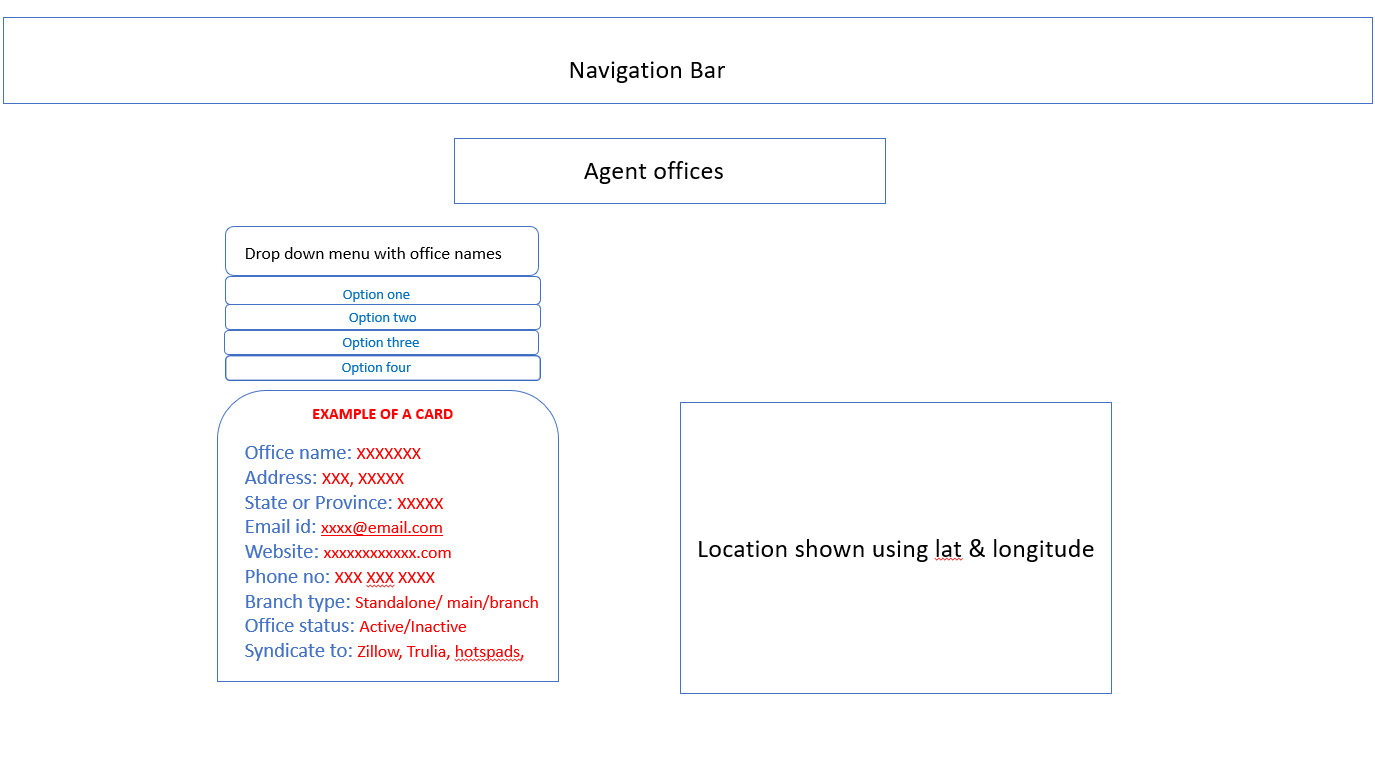 Navigation Bar
Agent offices
Drop down menu with office names
Option one
Option two
Option three
Option four
EXAMPLE OF A CARD
Office name: XXXXXXX
Address: XXX, XXXXX
State or Province: XXXXX
Email id: xxxx@email.com
Website: xxxxxxxxxxxx.com
Phone no: XXX XXX XXXX
Branch type: Standalone/ main/branch
Office status: Active/Inactive
Syndicate to: Zillow, Trulia, hotspads,
Location shown using lat & longitude